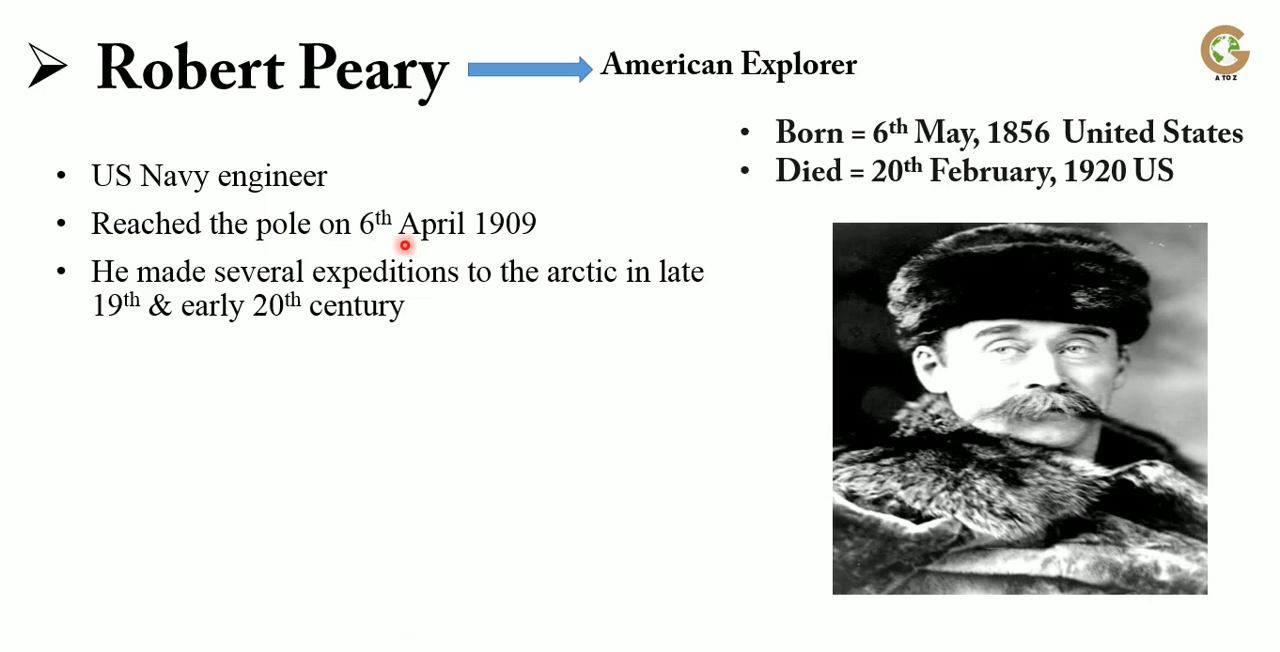 Robert Peary
American Explorer
A TO Z
• Born = 6th May, 1856 United States
• Died = 20th February, 1920 US
• US Navy engineer
• Reached the pole on 6th April 1909
• He made several expeditions to the arctic in late
19th & early 20th century